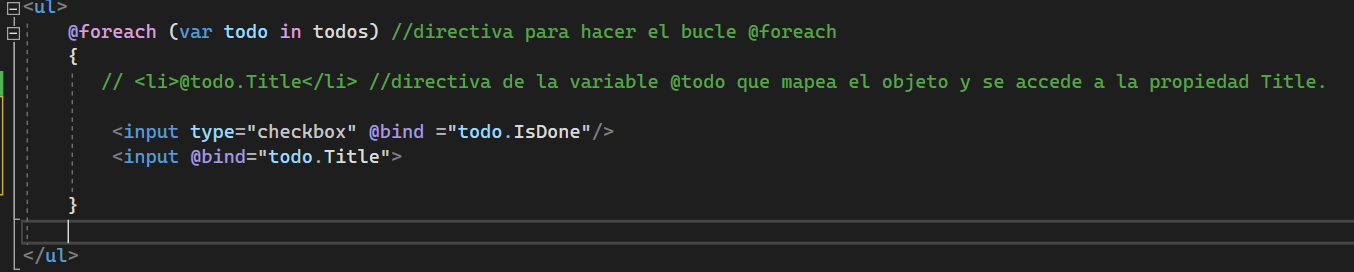 <ul>
@foreach (var todo in todos) //directiva para hacer el bucle @foreach
{
// <li>@todo.Title</li> //directiva de la variable @todo que mapea el objeto y se accede a la propiedad Title.
<input type="checkbox" @bind ="todo.IsDone"/>
<input @bind="todo.Title">
}
</ul>